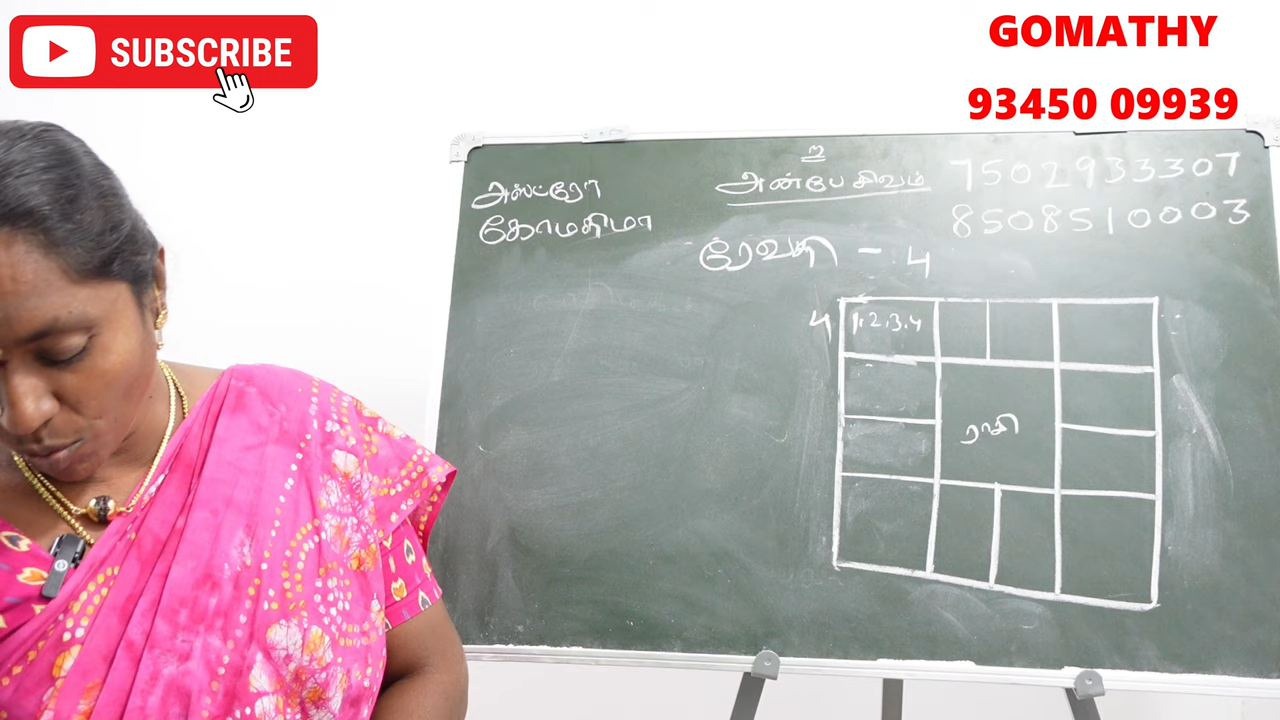 SUBSCRIBE
GOMATHY
93450 09939
உ
அன்பே சிவம்
அஸ்ட்ரோ
கோமதிமா
7502933307
8508510003
ரேவதி - 4
4
1.2.3.4
ராசி